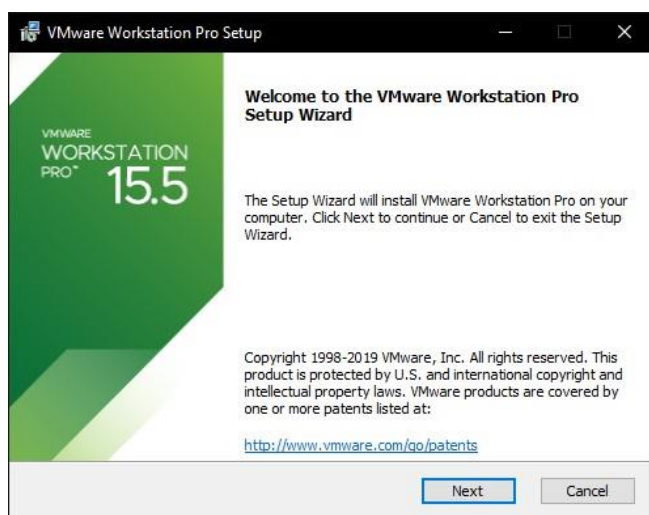 VMware Workstation Pro Setup
VMWARE
WORKSTATION
PRO™ 15.5
Welcome to the VMware Workstation Pro
Setup Wizard
The Setup Wizard will install VMware Workstation Pro on your
computer. Click Next to continue or Cancel to exit the Setup
Wizard.
Copyright 1998-2019 VMware, Inc. All rights reserved. This
product is protected by U.S. and international copyright and
intellectual property laws. VMware products are covered by
one or more patents listed at:
http://www.vmware.com/go/patents
Next Cancel